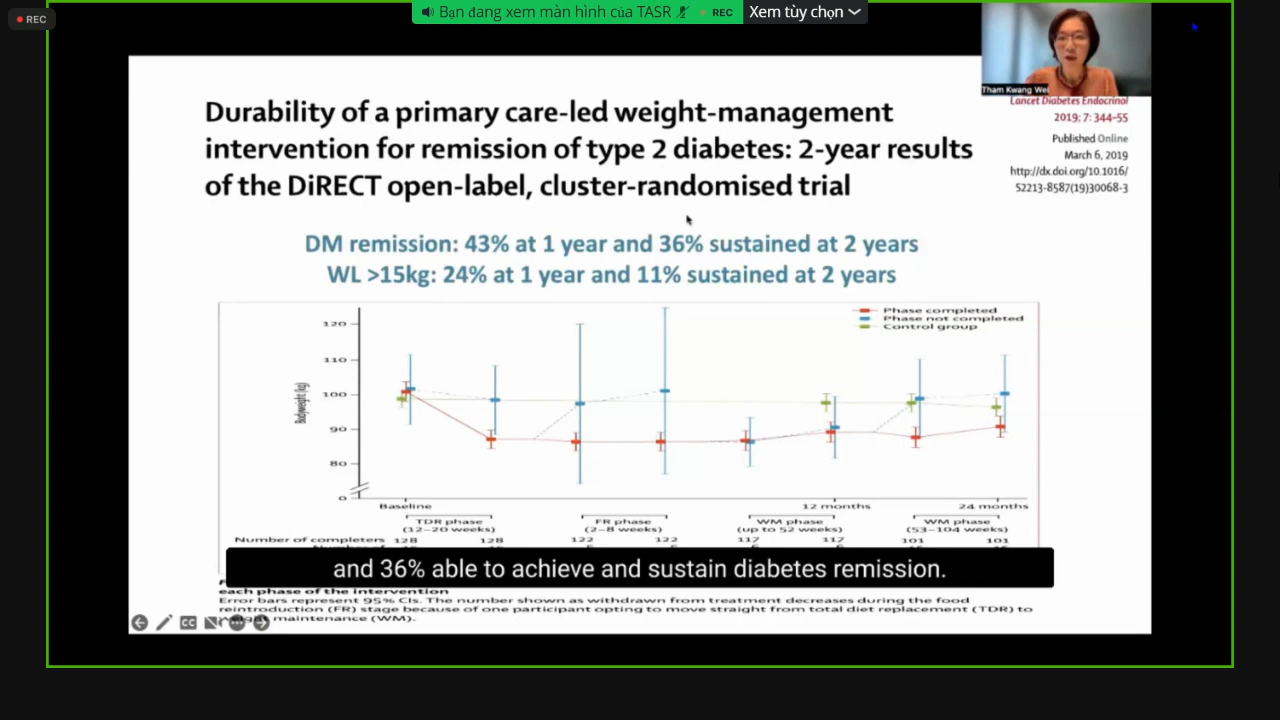 REC
Bạn đang xem màn hình của TASR
REC
Xem tùy chọn
Tham Kwang Wei
Durability of a primary care-led weight-management
intervention for remission of type 2 diabetes: 2-year results
of the DiRECT open-label, cluster-randomised trial
Lancet Diabetes Endocrinol
2019; 7: 344–55
Published Online
March 6, 2019
http://dx.doi.org/10.1016/
S2213-8587(19)30068-3
DM remission: 43% at 1 year and 36% sustained at 2 years
WL >15kg: 24% at 1 year and 11% sustained at 2 years
Phase completed
Phase not completed
Control group
Bodyweight (kg)
120
110
100
90
80
0
Baseline
12 months
24 months
TDR phase
(12–20 weeks)
FR phase
(2–8 weeks)
WM phase
(up to 52 weeks)
WM phase
(53–104 weeks)
Number of completers 128 128 122 122 117 117 101 101
and 36% able to achieve and sustain diabetes remission.
each phase of the intervention
Error bars represent 95% CIs. The number shown as withdrawn from treatment decreases during the food
reintroduction (FR) stage because of one participant opting to move straight from total diet replacement (TDR) to
maintenance (WM).
CC